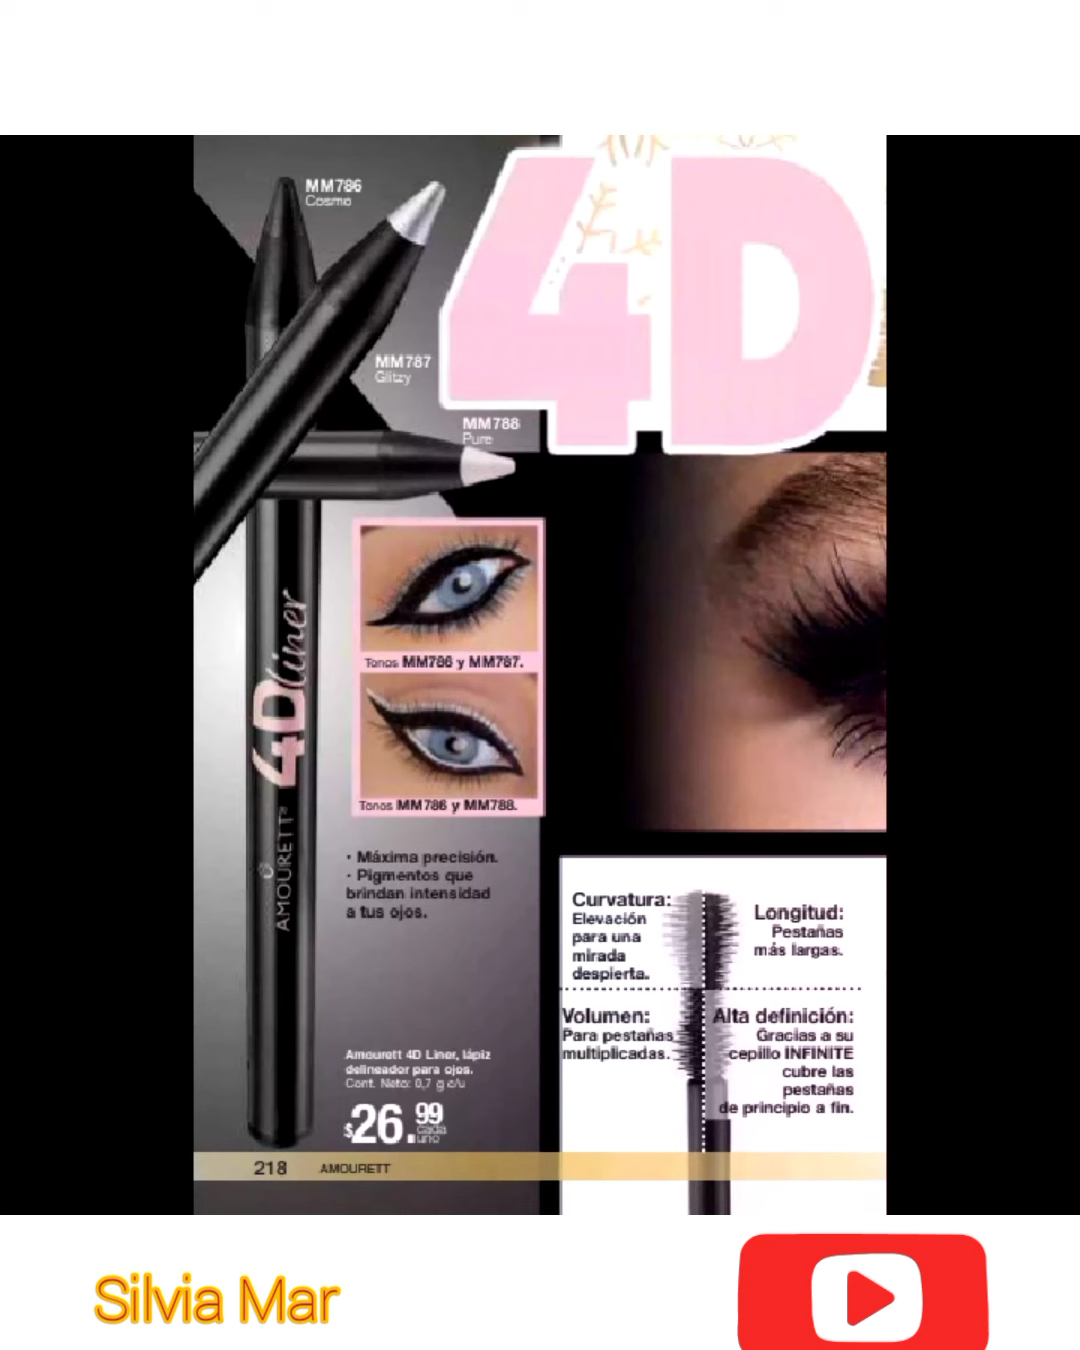 MM786
Cosmo
4D
MM787
Glitzy
MM788
Pure
4D liner
AMOURETT
Tonos MM786 y MM787.
Tonos MM786 y MM788.
• Máxima precisión.
• Pigmentos que
brindan intensidad
a tus ojos.
Amourett 4D Liner, lápiz
delineador para ojos.
Cont. Neto: 0,7 g c/u
$26.99
cada
uno
218 AMOURETT
Curvatura:
Elevación
para una
mirada
despierta.
Longitud:
Pestañas
más largas.
Volumen:
Para pestañas
multiplicadas.
Alta definición:
Gracias a su
cepillo INFINITE
cubre las
pestañas
de principio a fin.
Silvia Mar